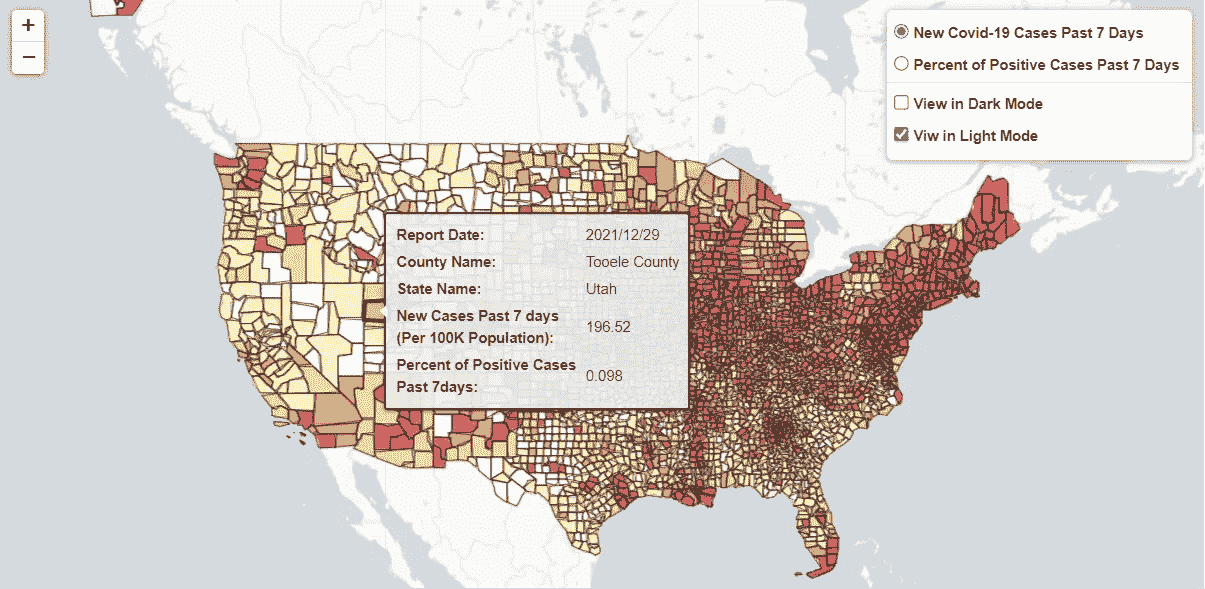 +
−
New Covid-19 Cases Past 7 Days
Percent of Positive Cases Past 7 Days
View in Dark Mode
Viw in Light Mode
Report Date: 2021/12/29
County Name: Tooele County
State Name: Utah
New Cases Past 7 days
(Per 100K Population): 196.52
Percent of Positive Cases
Past 7days: 0.098